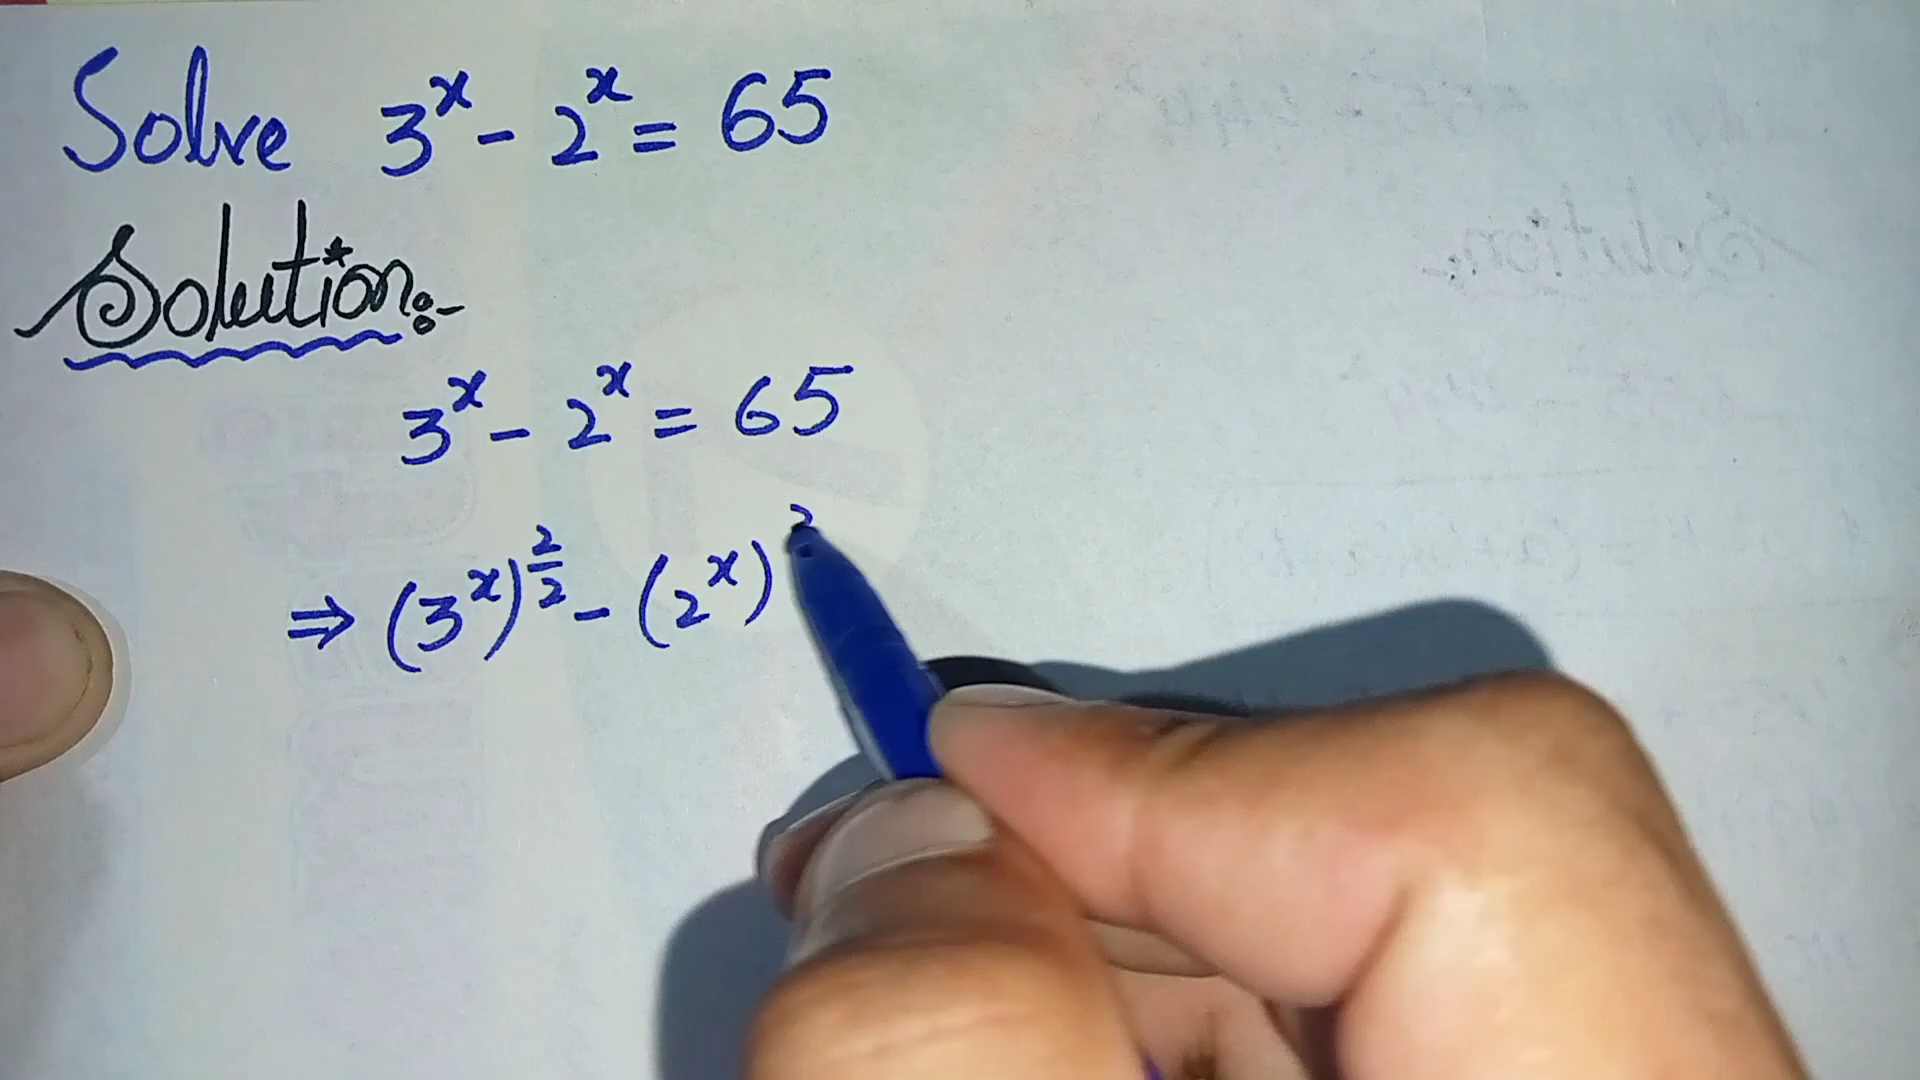 Solve 3^x - 2^x = 65
Solution:-
3^x - 2^x = 65
⇒ (3^x)^(2/2) - (2^x)^2